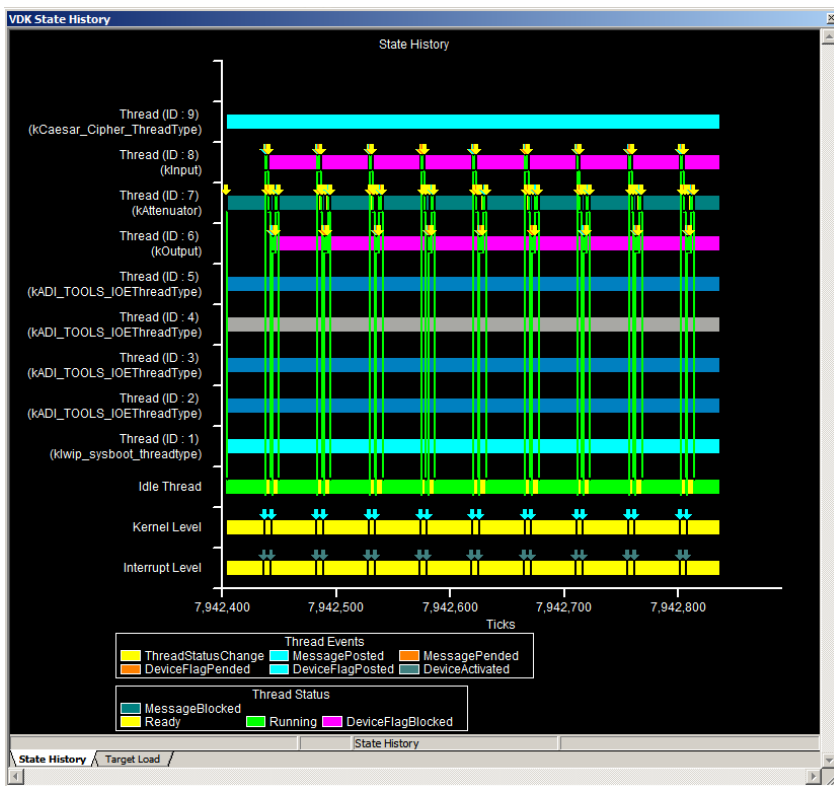 VDK State History
State History
Thread (ID : 9)
(kCaesar_Cipher_ThreadType)
Thread (ID : 8)
(kInput)
Thread (ID : 7)
(kAttenuator)
Thread (ID : 6)
(kOutput)
Thread (ID : 5)
(kADI_TOOLS_IOEThreadType)
Thread (ID : 4)
(kADI_TOOLS_IOEThreadType)
Thread (ID : 3)
(kADI_TOOLS_IOEThreadType)
Thread (ID : 2)
(kADI_TOOLS_IOEThreadType)
Thread (ID : 1)
(klwip_sysboot_threadtype)
Idle Thread
Kernel Level
Interrupt Level
7,942,400 7,942,500 7,942,600 7,942,700 7,942,800
Ticks
Thread Events
ThreadStatusChange MessagePosted MessagePended
DeviceFlagPended DeviceFlagPosted DeviceActivated
Thread Status
MessageBlocked
Ready Running DeviceFlagBlocked
State History
State History Target Load